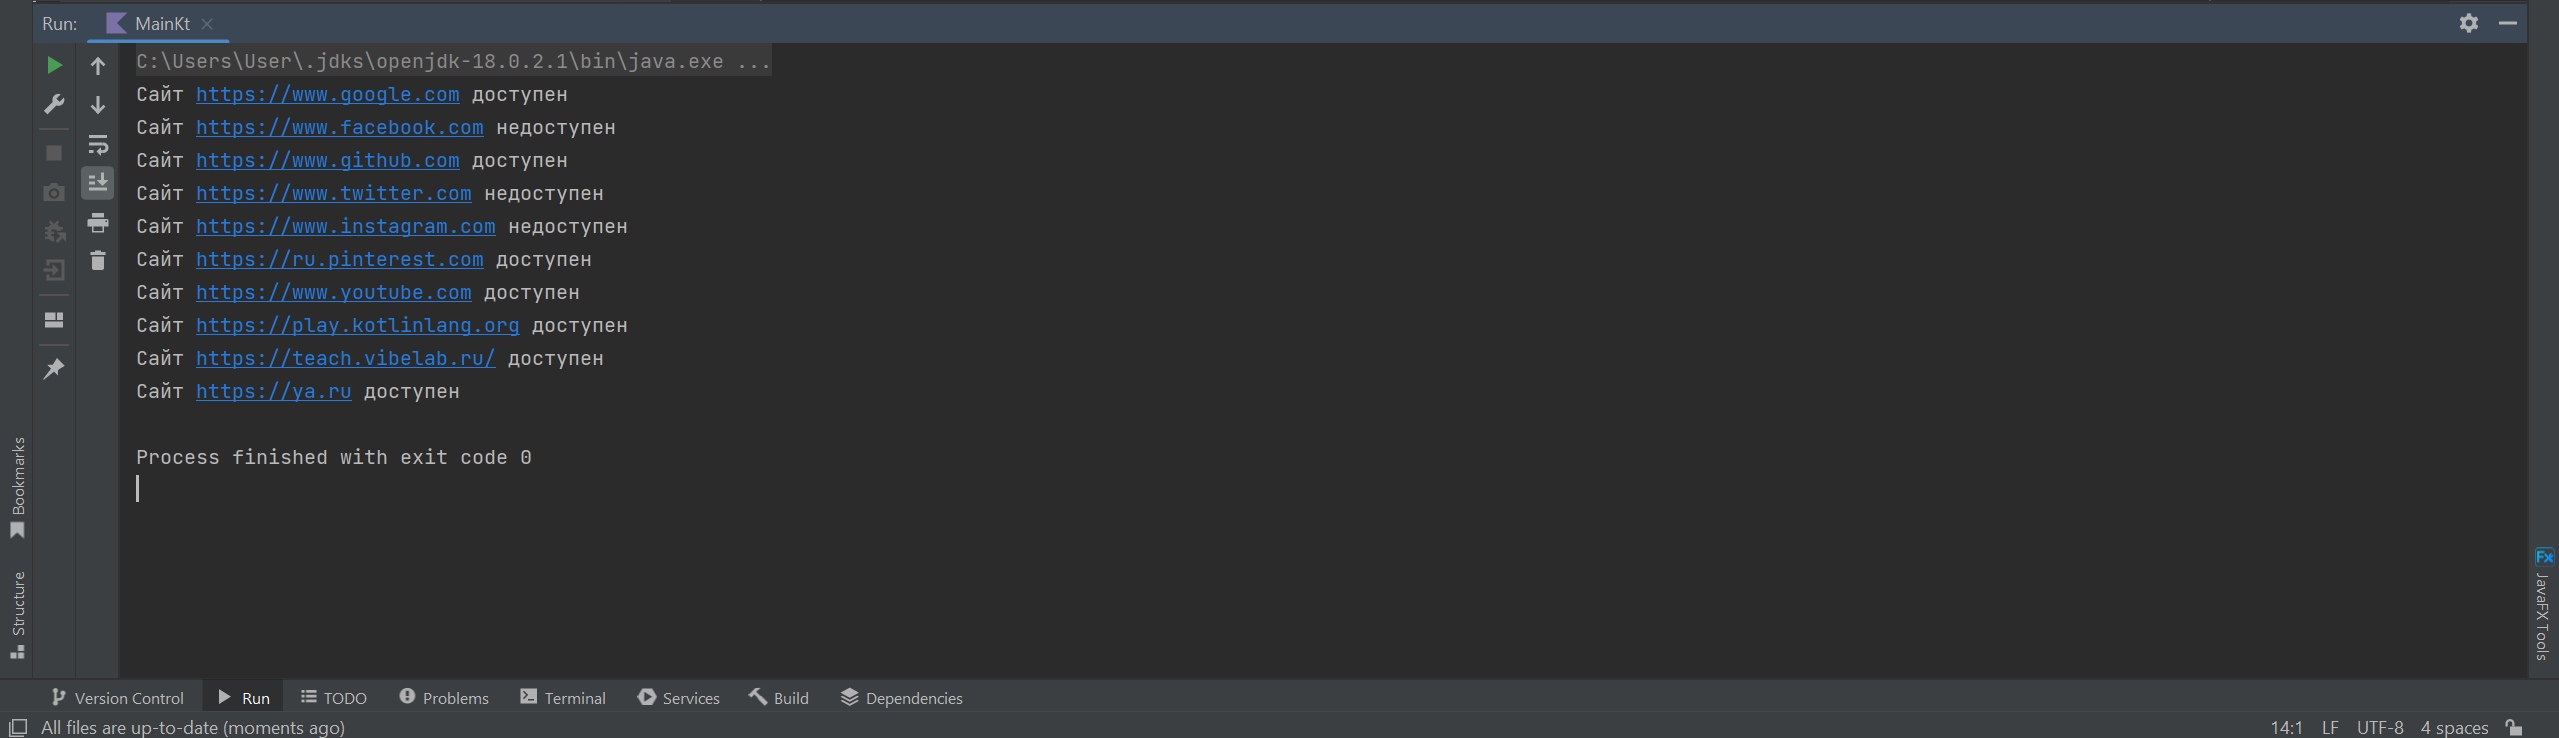 Run: MainKt
C:\Users\User\.jdks\openjdk-18.0.2.1\bin\java.exe ...
Сайт https://www.google.com доступен
Сайт https://www.facebook.com недоступен
Сайт https://www.github.com доступен
Сайт https://www.twitter.com недоступен
Сайт https://www.instagram.com недоступен
Сайт https://ru.pinterest.com доступен
Сайт https://www.youtube.com доступен
Сайт https://play.kotlinlang.org доступен
Сайт https://teach.vibelab.ru/ доступен
Сайт https://ya.ru доступен
Process finished with exit code 0
Bookmarks
Structure
Fx JavaFX Tools
Version Control Run TODO Problems Terminal Services Build Dependencies
All files are up-to-date (moments ago) 14:1 LF UTF-8 4 spaces